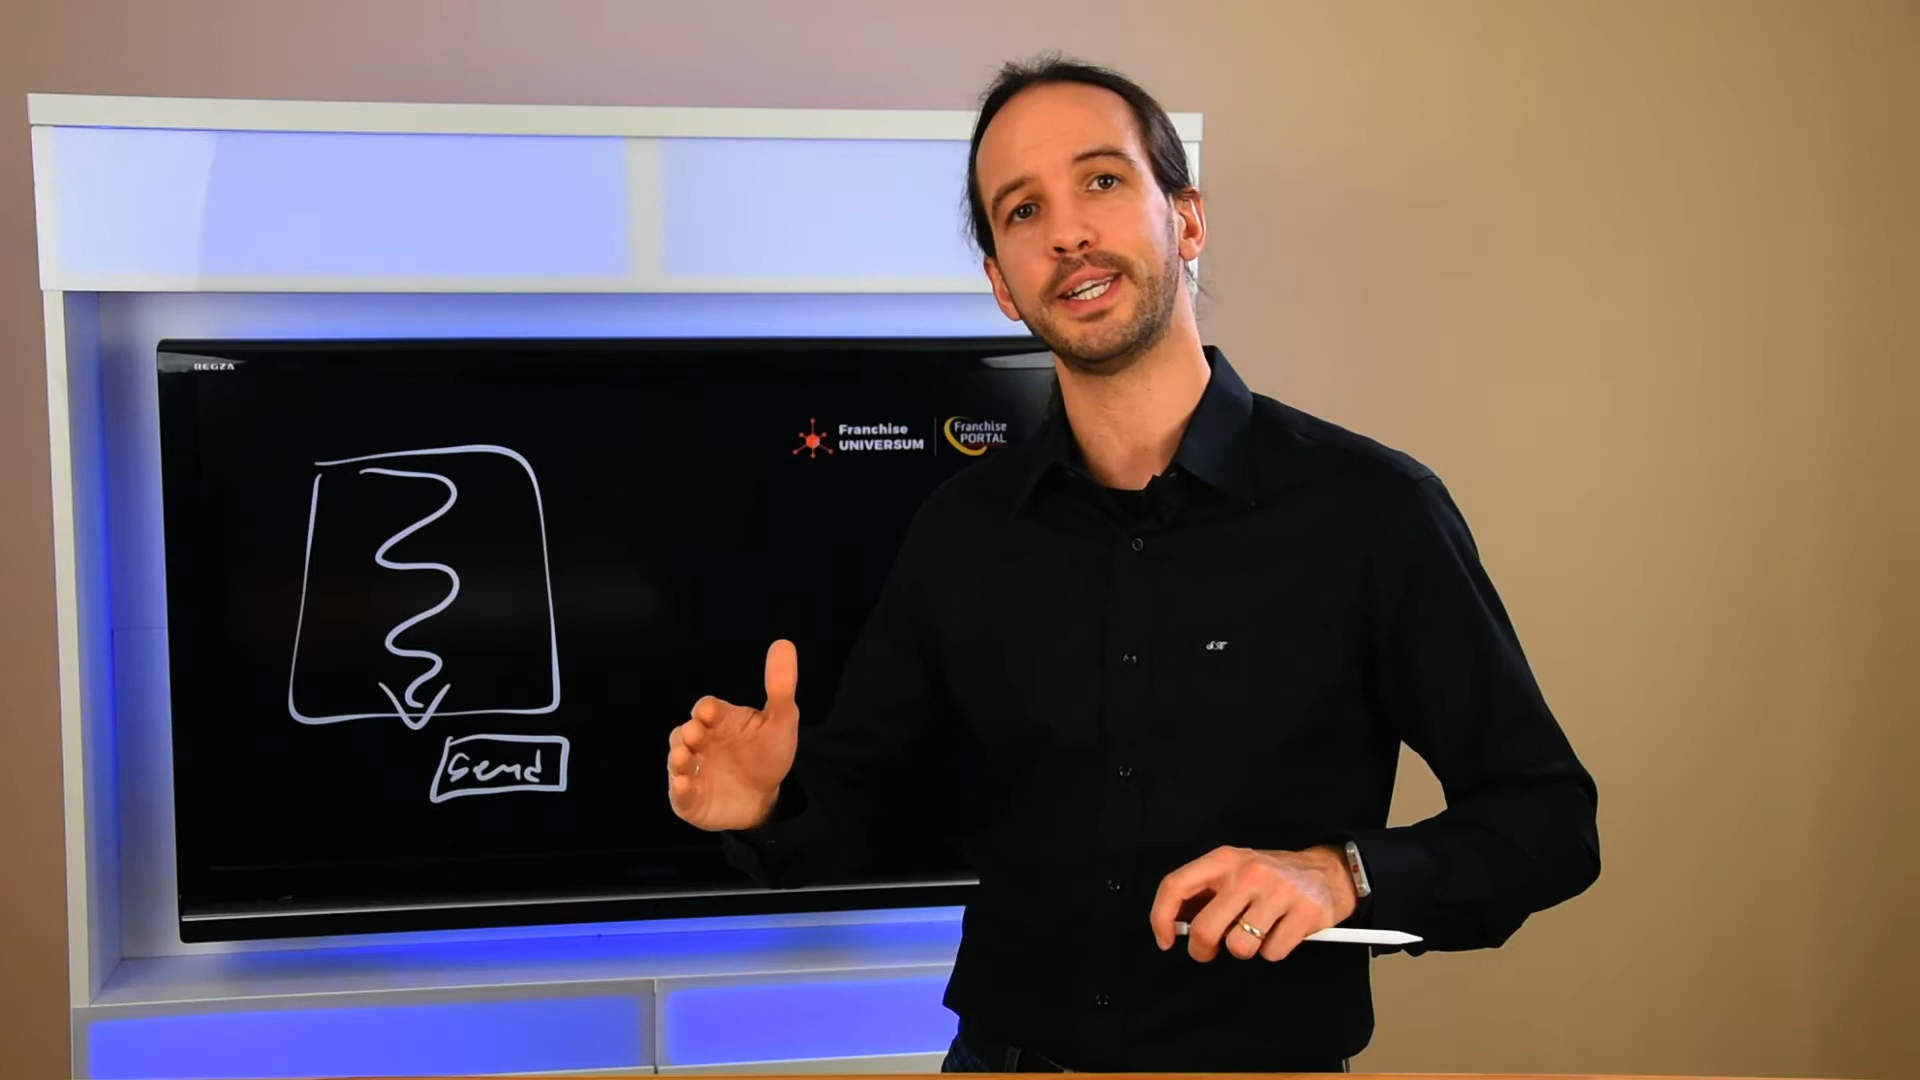 REGZA
Franchise
UNIVERSUM
Franchise
PORTAL
Send